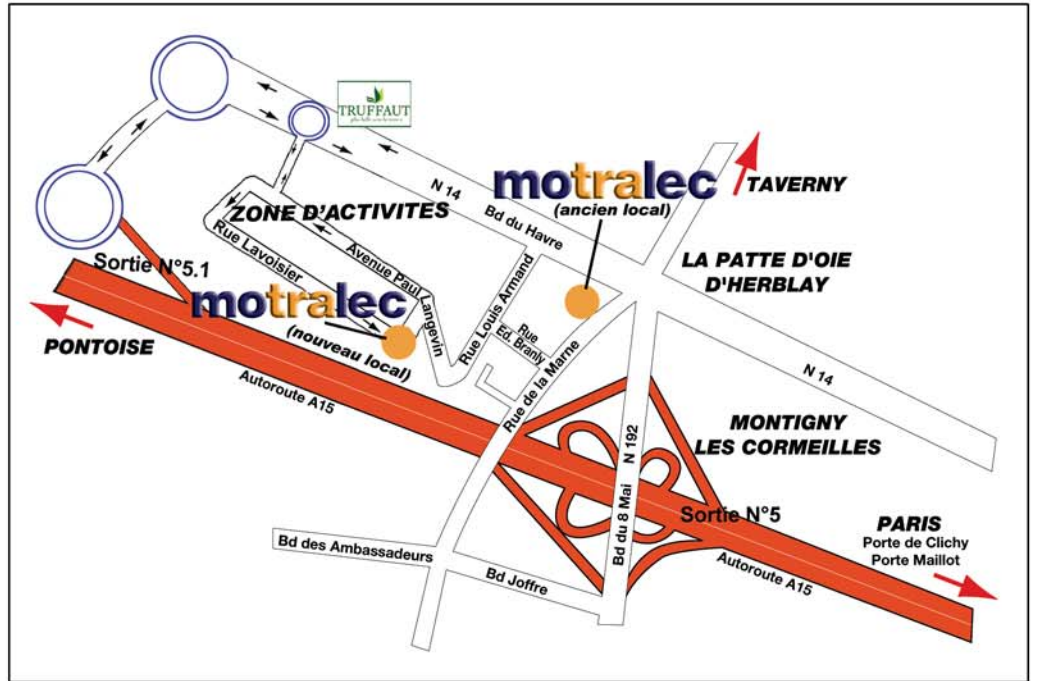 TRUFFAUT
N 14
Bd du Havre
motralec
(ancien local)
TAVERNY
ZONE D'ACTIVITES
LA PATTE D'OIE
D'HERBLAY
Rue Lavoisier
Avenue Paul Langevin
Sortie N°5.1
motralec
(nouveau local)
Rue Louis Armand
Rue
Ed. Branly
Rue de la Marne
PONTOISE
Autoroute A15
N 14
MONTIGNY
LES CORMEILLES
Bd du 8 Mai
N 192
Sortie N°5
PARIS
Porte de Clichy
Porte Maillot
Autoroute A15
Bd des Ambassadeurs
Bd Joffre